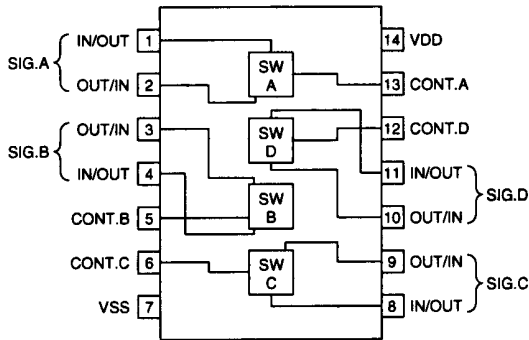 IN/OUT 1 14 VDD
SIG.A SW A
OUT/IN 2 13 CONT.A
OUT/IN 3 12 CONT.D
SIG.B SW D
IN/OUT 4 11 IN/OUT
SW B SIG.D
CONT.B 5 10 OUT/IN
CONT.C 6 9 OUT/IN
SW C SIG.C
VSS 7 8 IN/OUT